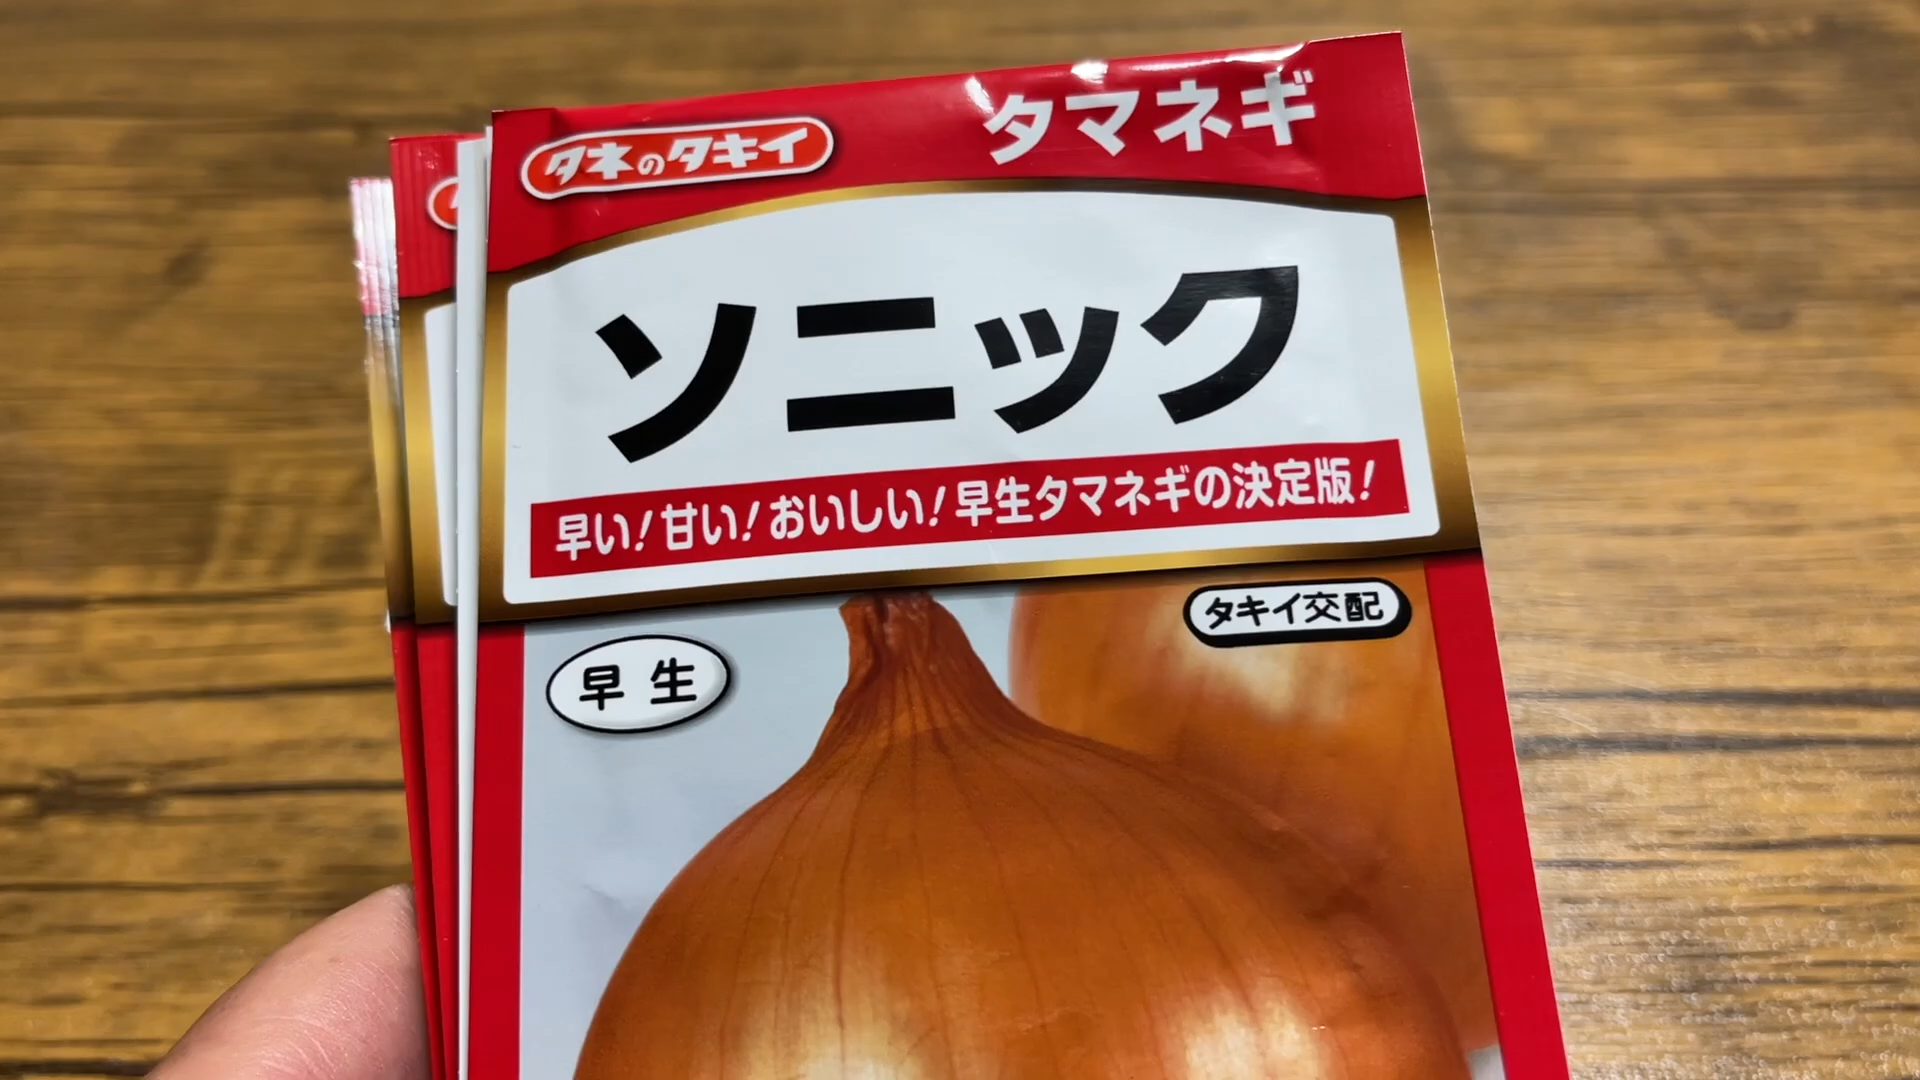 タネのタキイ
タマネギ
ソニック
早い!甘い!おいしい!早生タマネギの決定版!
早生
タキイ交配